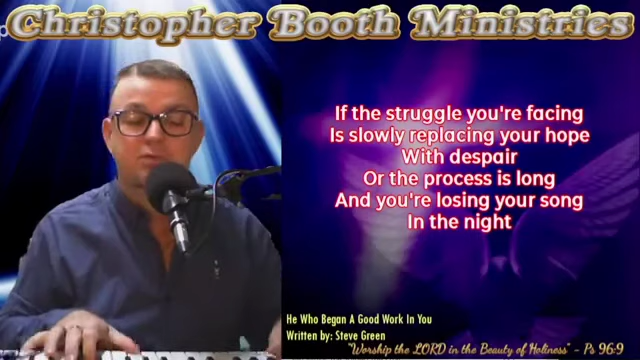 Christopher Booth Ministries
If the struggle you're facing
Is slowly replacing your hope
With despair
Or the process is long
And you're losing your song
In the night
He Who Began A Good Work In You
Written by: Steve Green
"Worship the LORD in the Beauty of Holiness" - Ps 96:9